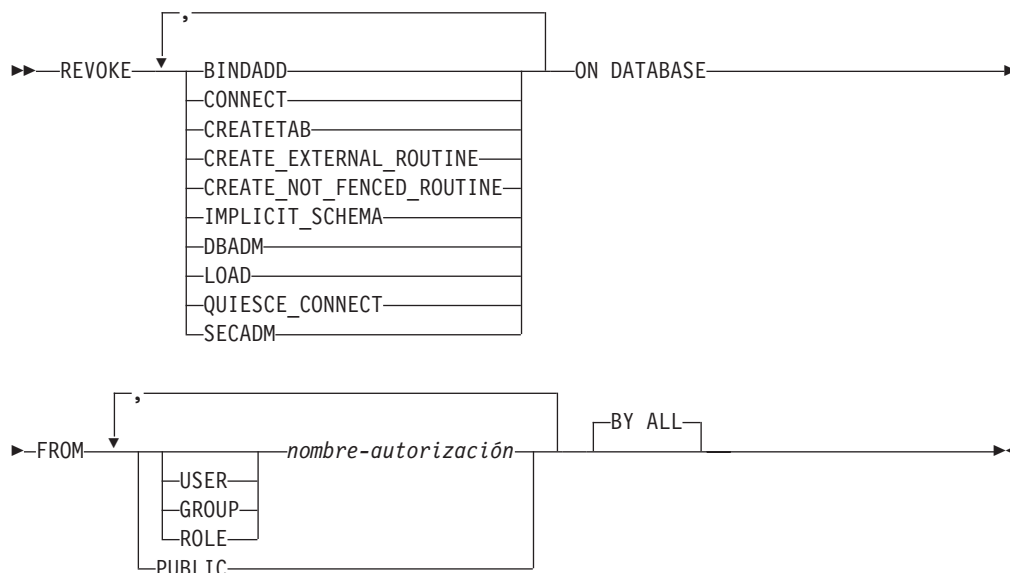 ,
REVOKE BINDADD ON DATABASE
CONNECT
CREATETAB
CREATE_EXTERNAL_ROUTINE
CREATE_NOT_FENCED_ROUTINE
IMPLICIT_SCHEMA
DBADM
LOAD
QUIESCE_CONNECT
SECADM
,
BY ALL
FROM nombre-autorización
USER
GROUP
ROLE
PUBLIC